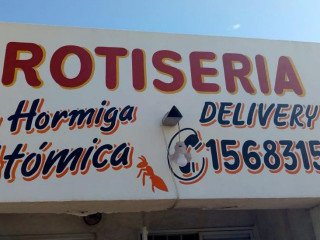 ROTISERIA
Hormiga
DELIVERY
tómica
1568315